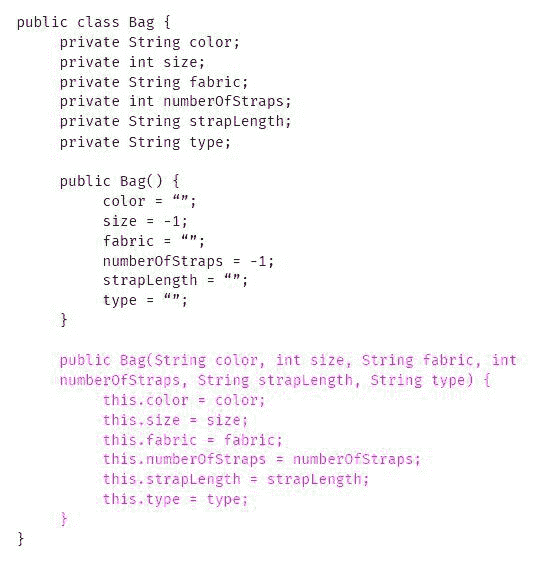 public class Bag {
     private String color;
     private int size;
     private String fabric;
     private int numberOfStraps;
     private String strapLength;
     private String type;

     public Bag() {
          color = “”;
          size = -1;
          fabric = “”;
          numberOfStraps = -1;
          strapLength = “”;
          type = “”;
     }

     public Bag(String color, int size, String fabric, int
     numberOfStraps, String strapLength, String type) {
          this.color = color;
          this.size = size;
          this.fabric = fabric;
          this.numberOfStraps = numberOfStraps;
          this.strapLength = strapLength;
          this.type = type;
     }
}